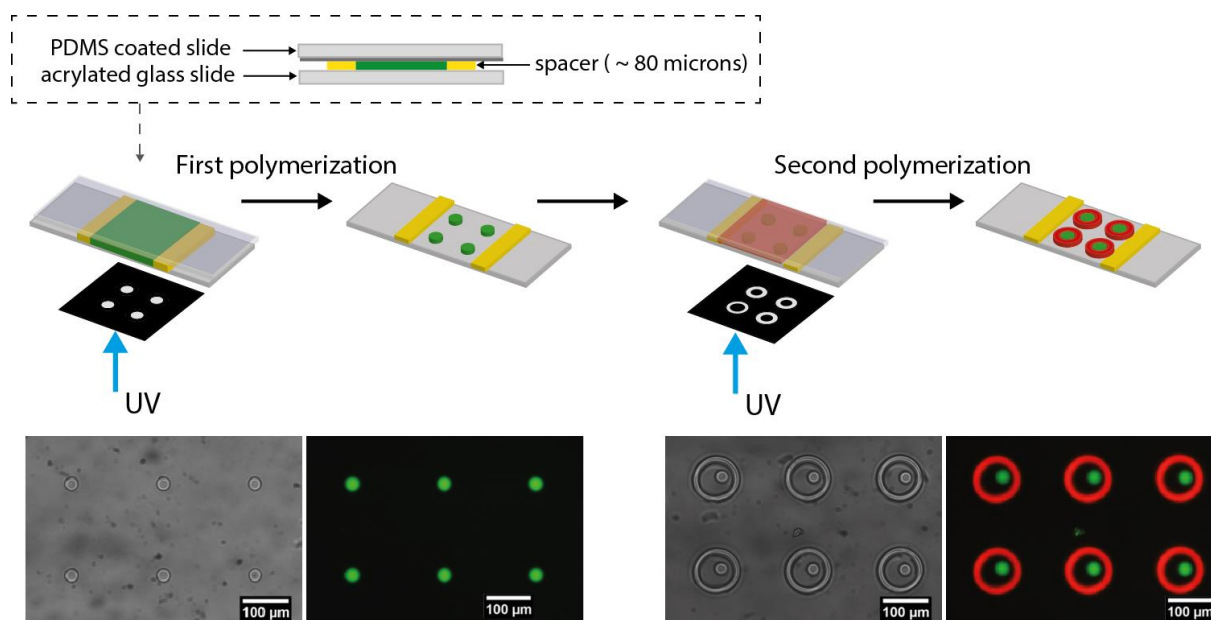 PDMS coated slide
acrylated glass slide
spacer ( ~ 80 microns)
First polymerization
Second polymerization
UV
UV
100 µm
100 µm
100 µm
100 µm